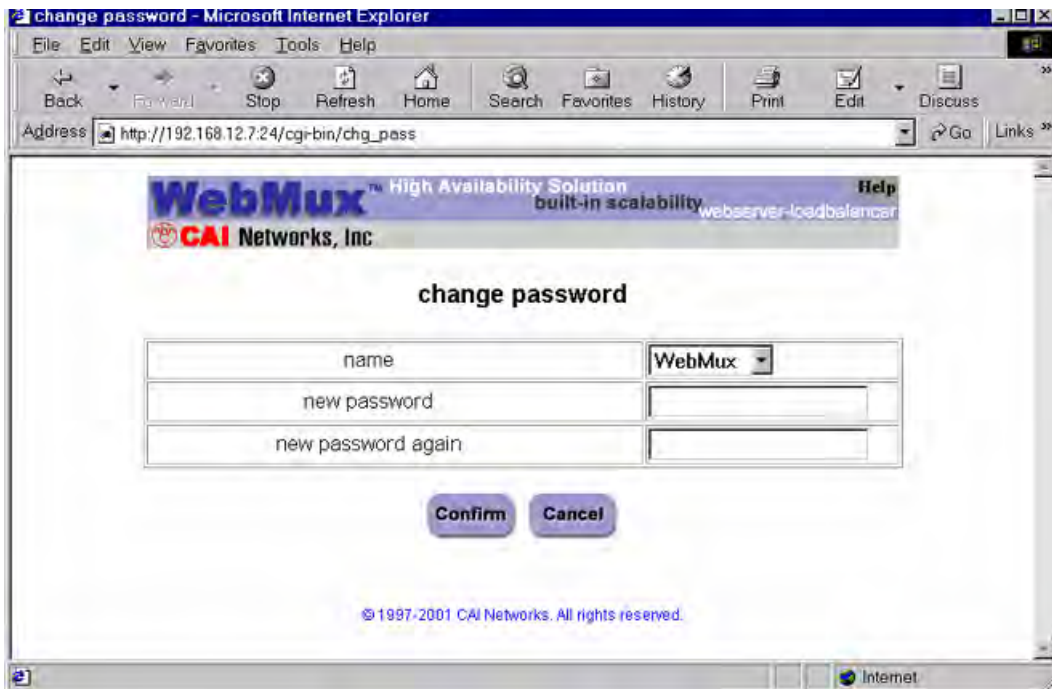 change password - Microsoft Internet Explorer
File Edit View Favorites Tools Help
Back Forward Stop Refresh Home Search Favorites History Print Edit Discuss »
Address http://192.168.12.7:24/cgi-bin/chg_pass Go Links »
WebMux™ High Availability Solution Help
built-in scalability webserver-loadbalancer
CAI Networks, Inc
change password
name WebMux
new password
new password again
Confirm Cancel
© 1997-2001 CAI Networks. All rights reserved.
Internet